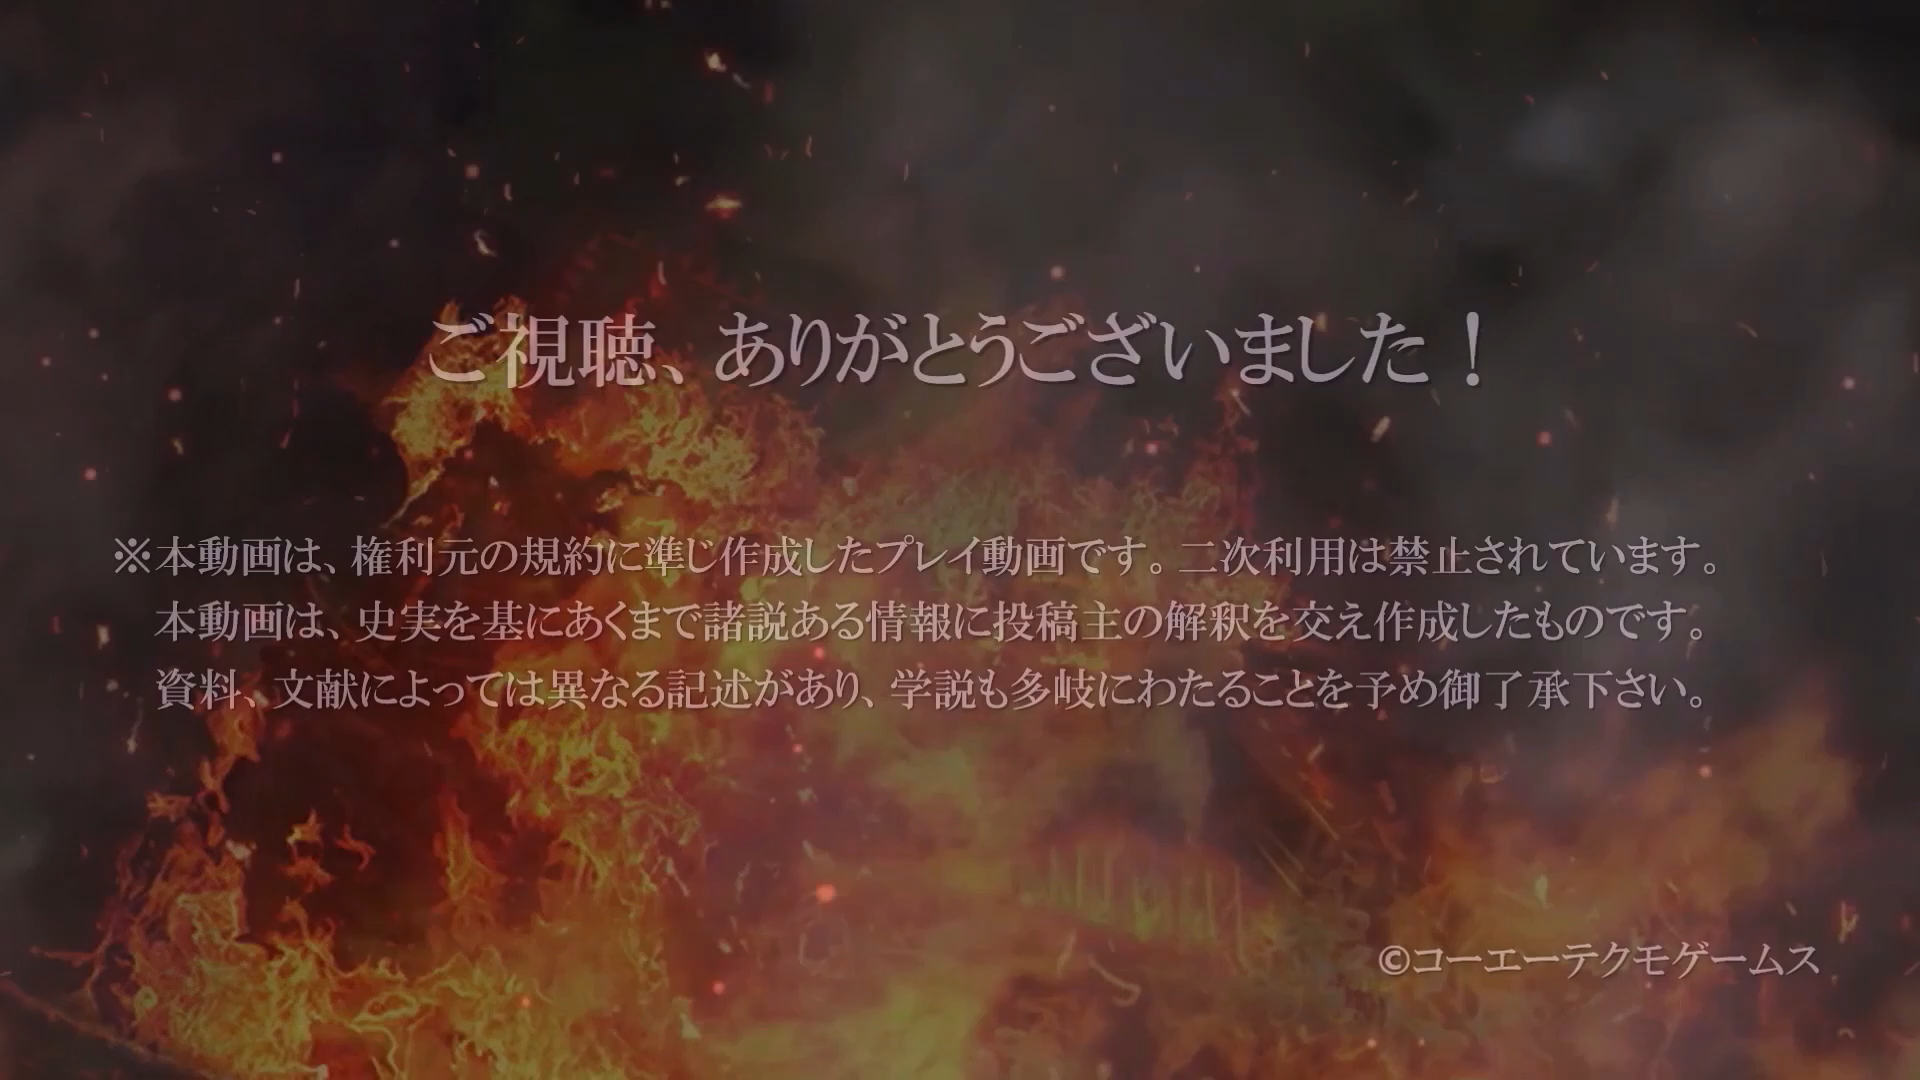 ご視聴、ありがとうございました！
※本動画は、権利元の規約に準じ作成したプレイ動画です。二次利用は禁止されています。
本動画は、史実を基にあくまで諸説ある情報に投稿主の解釈を交え作成したものです。
資料、文献によっては異なる記述があり、学説も多岐にわたることを予め御了承下さい。
©コーエーテクモゲームス